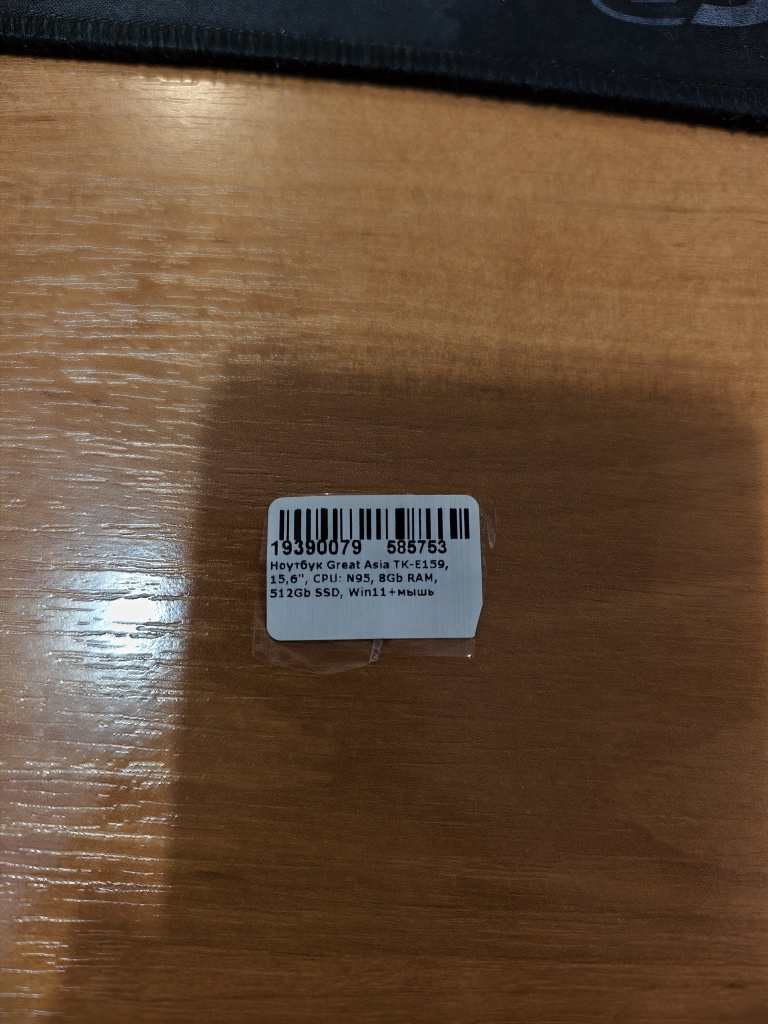 19390079 585753
Ноутбук Great Asia TK-E159,
15,6", CPU: N95, 8Gb RAM,
512Gb SSD, Win11+мышь